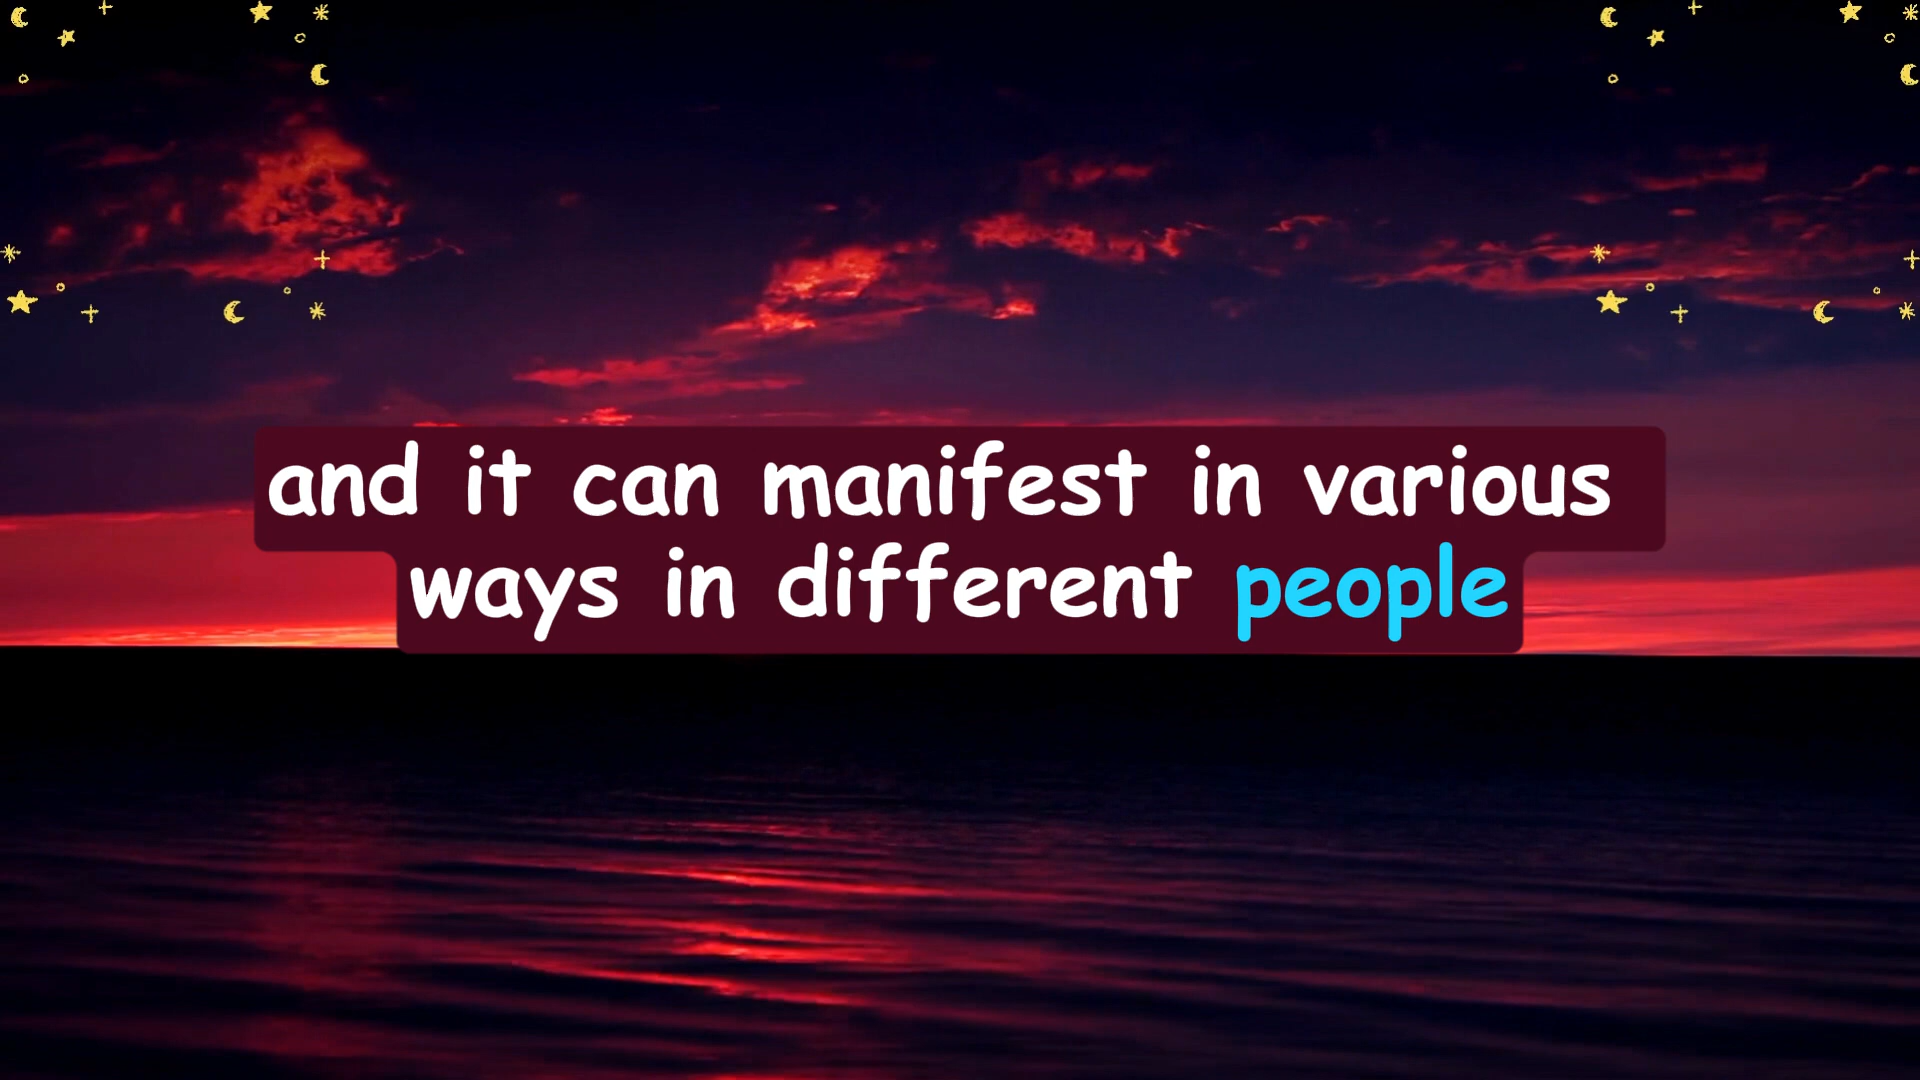 and it can manifest in various
ways in different people